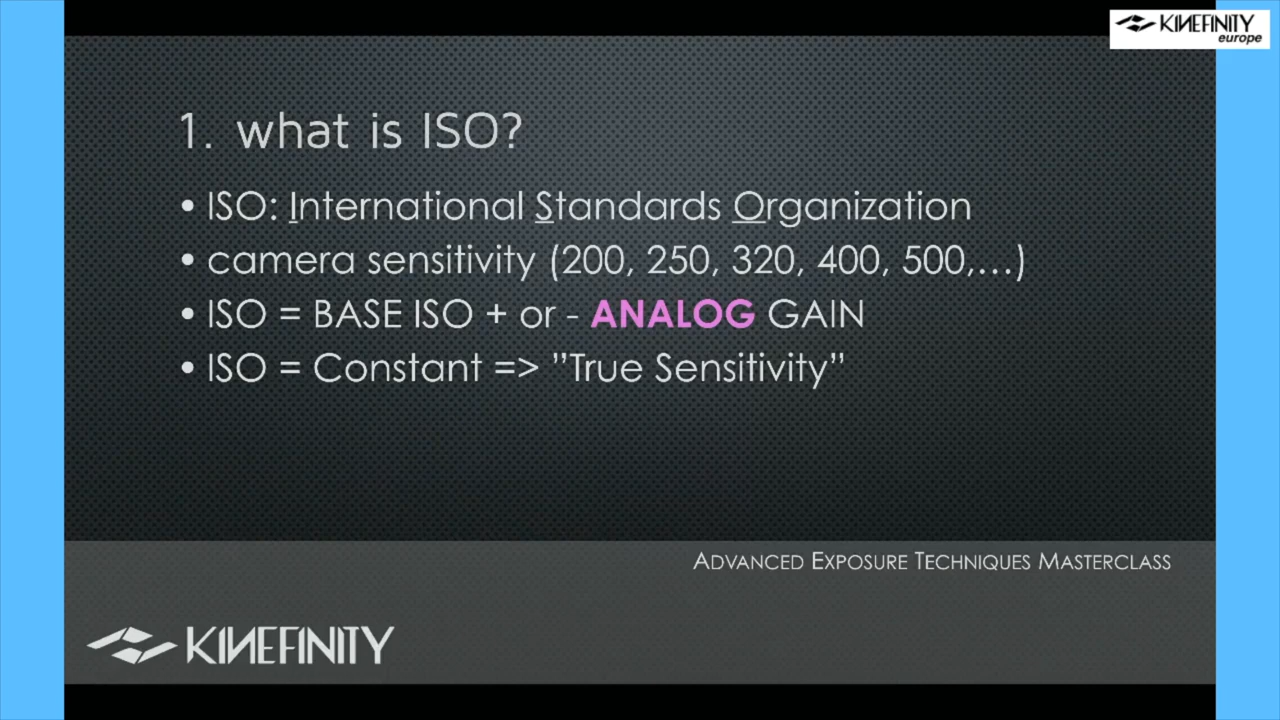 KINEFINITY
europe
1. what is ISO?
• ISO: International Standards Organization
• camera sensitivity (200, 250, 320, 400, 500,...)
• ISO = BASE ISO + or - ANALOG GAIN
• ISO = Constant => ”True Sensitivity”
ADVANCED EXPOSURE TECHNIQUES MASTERCLASS
KINEFINITY